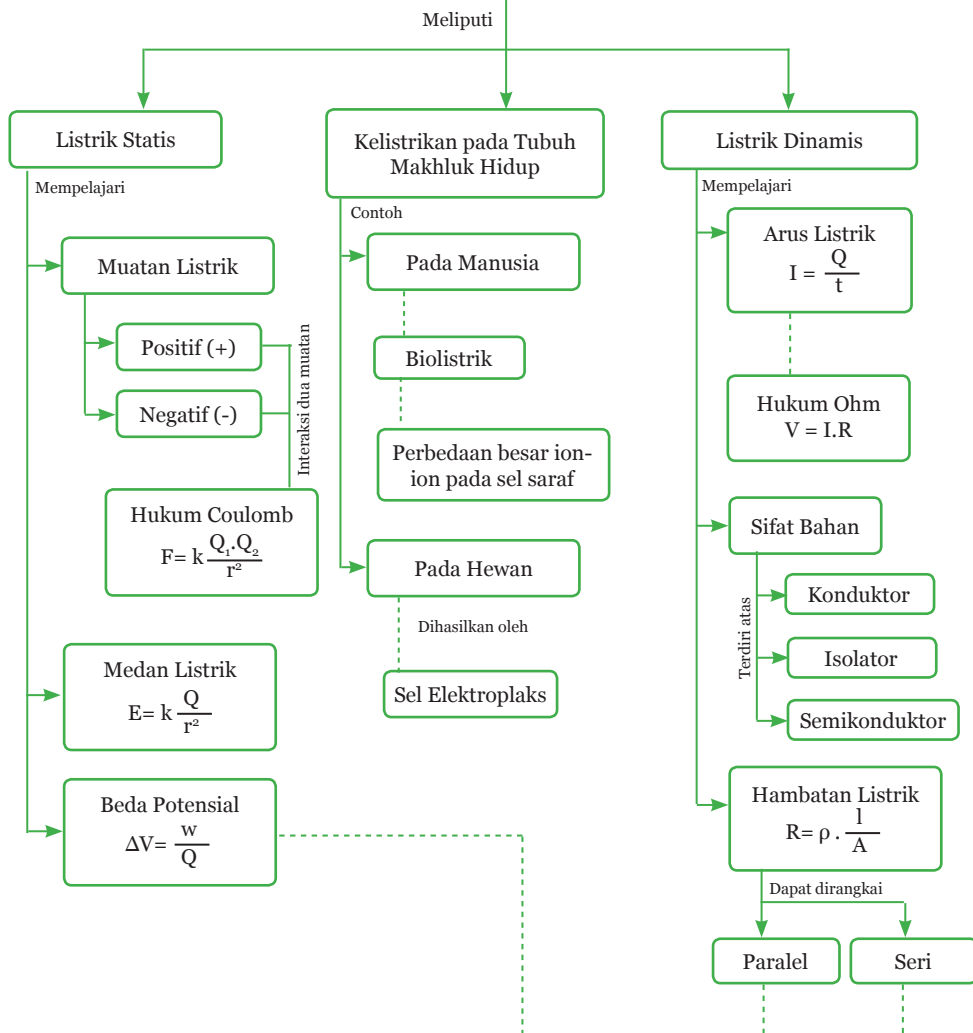 Meliputi
Listrik Statis
Mempelajari
Muatan Listrik
Positif (+)
Negatif (-)
Interaksi dua muatan
Hukum Coulomb
F= k Q₁.Q₂ / r²
Medan Listrik
E= k Q / r²
Beda Potensial
ΔV= w / Q
Kelistrikan pada Tubuh
Makhluk Hidup
Contoh
Pada Manusia
Biolistrik
Perbedaan besar ion-
ion pada sel saraf
Pada Hewan
Dihasilkan oleh
Sel Elektroplaks
Listrik Dinamis
Mempelajari
Arus Listrik
I = Q / t
Hukum Ohm
V = I.R
Sifat Bahan
Terdiri atas
Konduktor
Isolator
Semikonduktor
Hambatan Listrik
R= ρ . l / A
Dapat dirangkai
Paralel
Seri